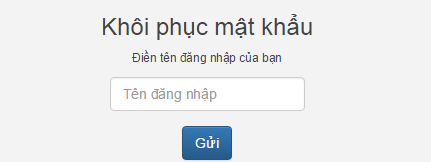 Khôi phục mật khẩu
Điền tên đăng nhập của bạn
Tên đăng nhập
Gửi